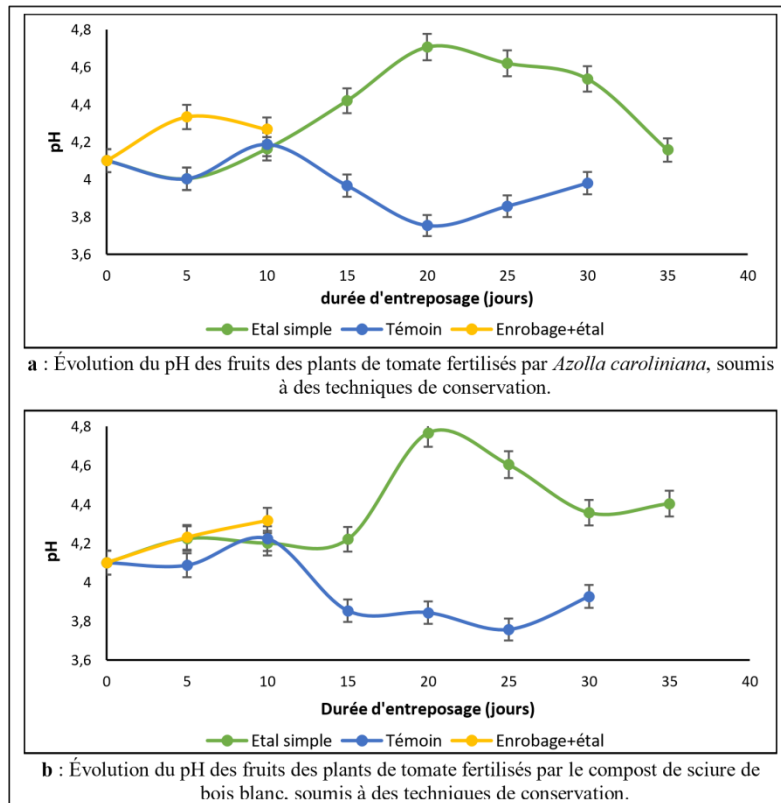 4,8
4,6
4,4
4,2
4
3,8
3,6
pH
0 5 10 15 20 25 30 35 40
durée d'entreposage (jours)
Etal simple Témoin Enrobage+étal
a : Évolution du pH des fruits des plants de tomate fertilisés par Azolla caroliniana, soumis
à des techniques de conservation.
4,8
4,6
4,4
4,2
4
3,8
3,6
pH
0 5 10 15 20 25 30 35 40
Durée d'entreposage (jours)
Etal simple Témoin Enrobage+étal
b : Évolution du pH des fruits des plants de tomate fertilisés par le compost de sciure de
bois blanc, soumis à des techniques de conservation.